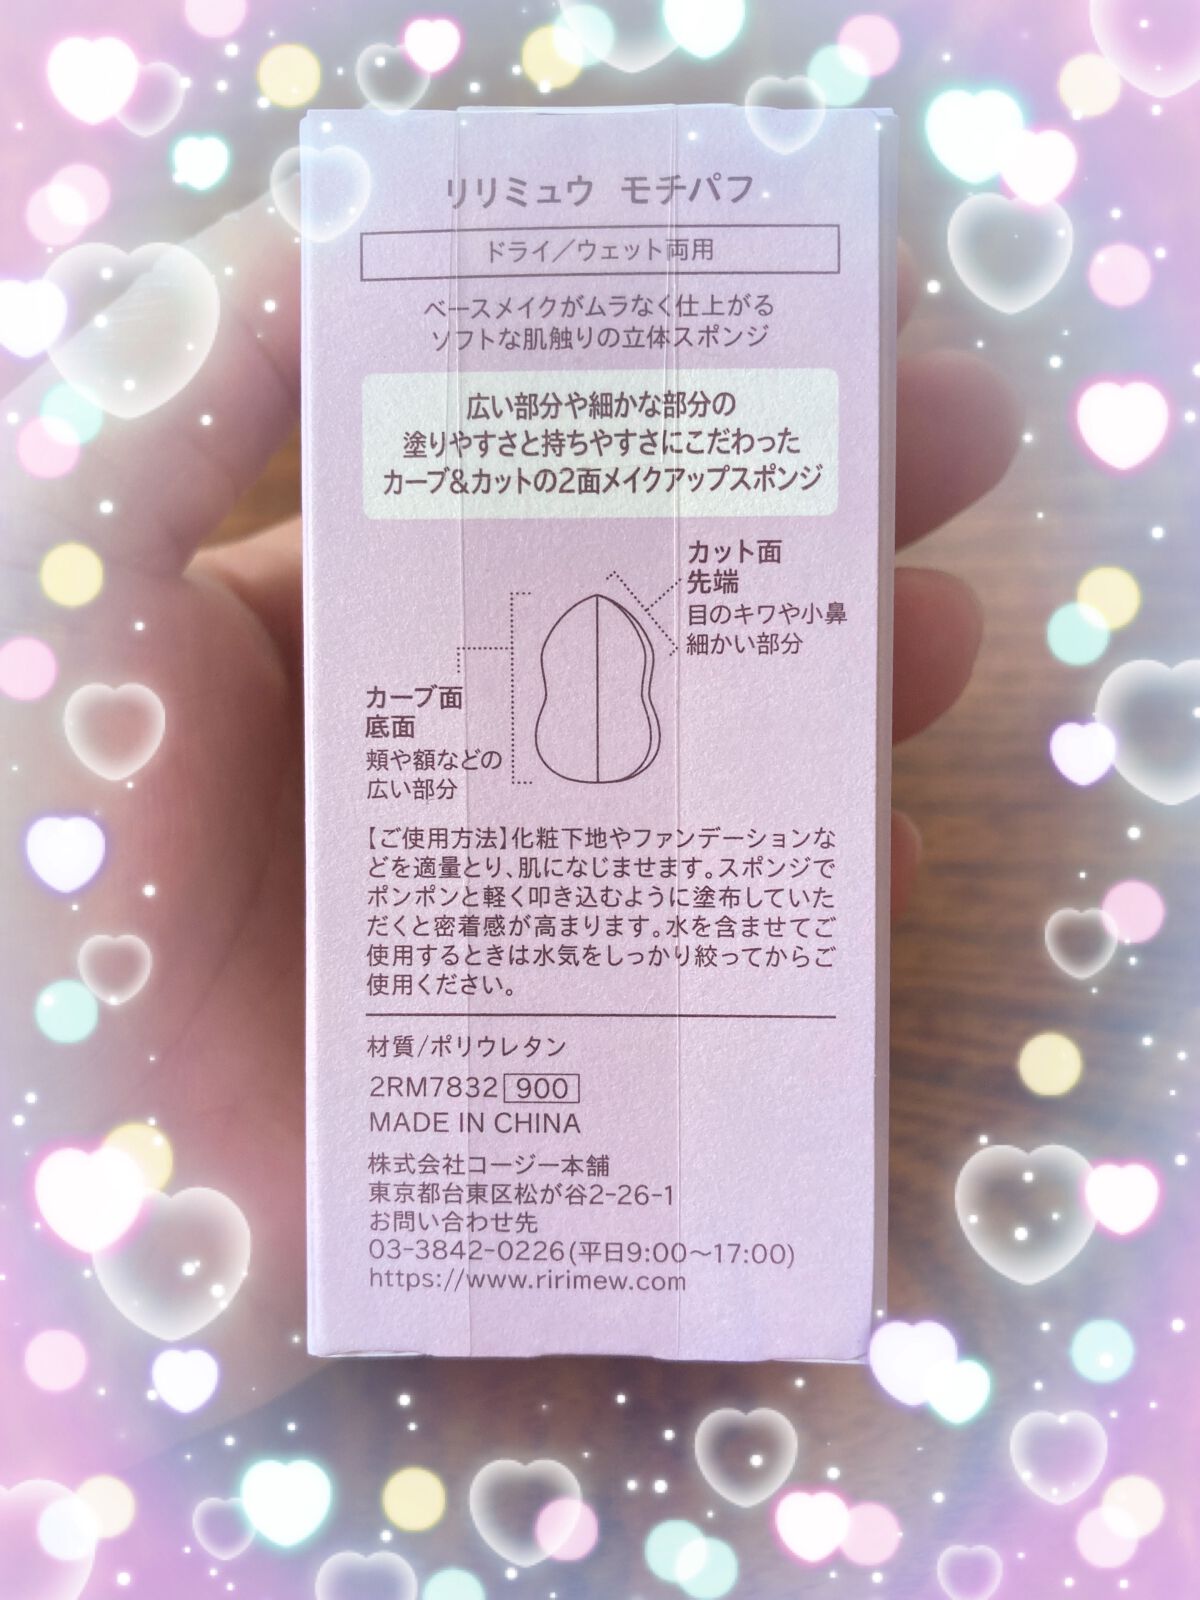 リリミュウ モチパフ
ドライ／ウェット両用
ベースメイクがムラなく仕上がる
ソフトな肌触りの立体スポンジ
広い部分や細かな部分の
塗りやすさと持ちやすさにこだわった
カーブ&カットの2面メイクアップスポンジ
カット面
先端
目のキワや小鼻
細かい部分
カーブ面
底面
頬や額などの
広い部分
【ご使用方法】化粧下地やファンデーションな
どを適量とり、肌になじませます。スポンジで
ポンポンと軽く叩き込むように塗布していた
だくと密着感が高まります。水を含ませてご
使用するときは水気をしっかり絞ってからご
使用ください。
材質/ポリウレタン
2RM7832 900
MADE IN CHINA
株式会社コージー本舗
東京都台東区松が谷2-26-1
お問い合わせ先
03-3842-0226(平日9:00〜17:00)
https://www.ririmew.com